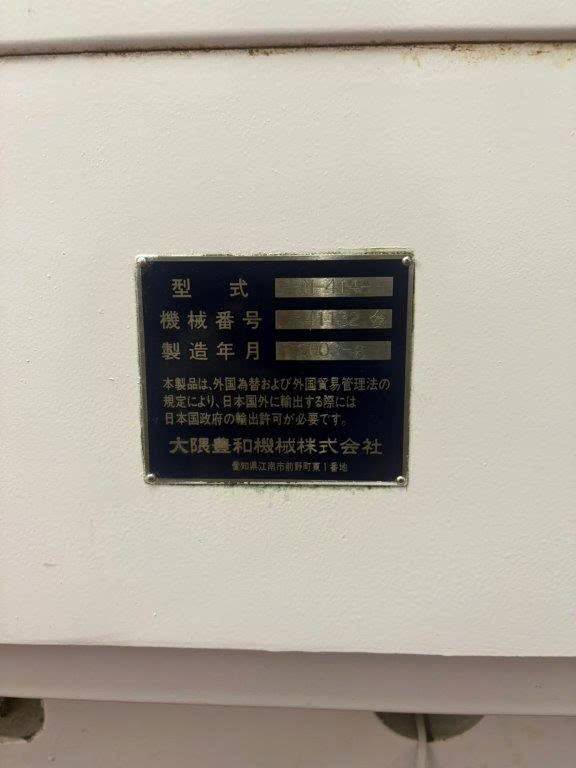 型式
機械番号
製造年月
本製品は、外国為替および外国貿易管理法の
規定により、日本国外に輸出する際には
日本国政府の輸出許可が必要です。
大隈豊和機械株式会社
愛知県江南市前野町東1番地